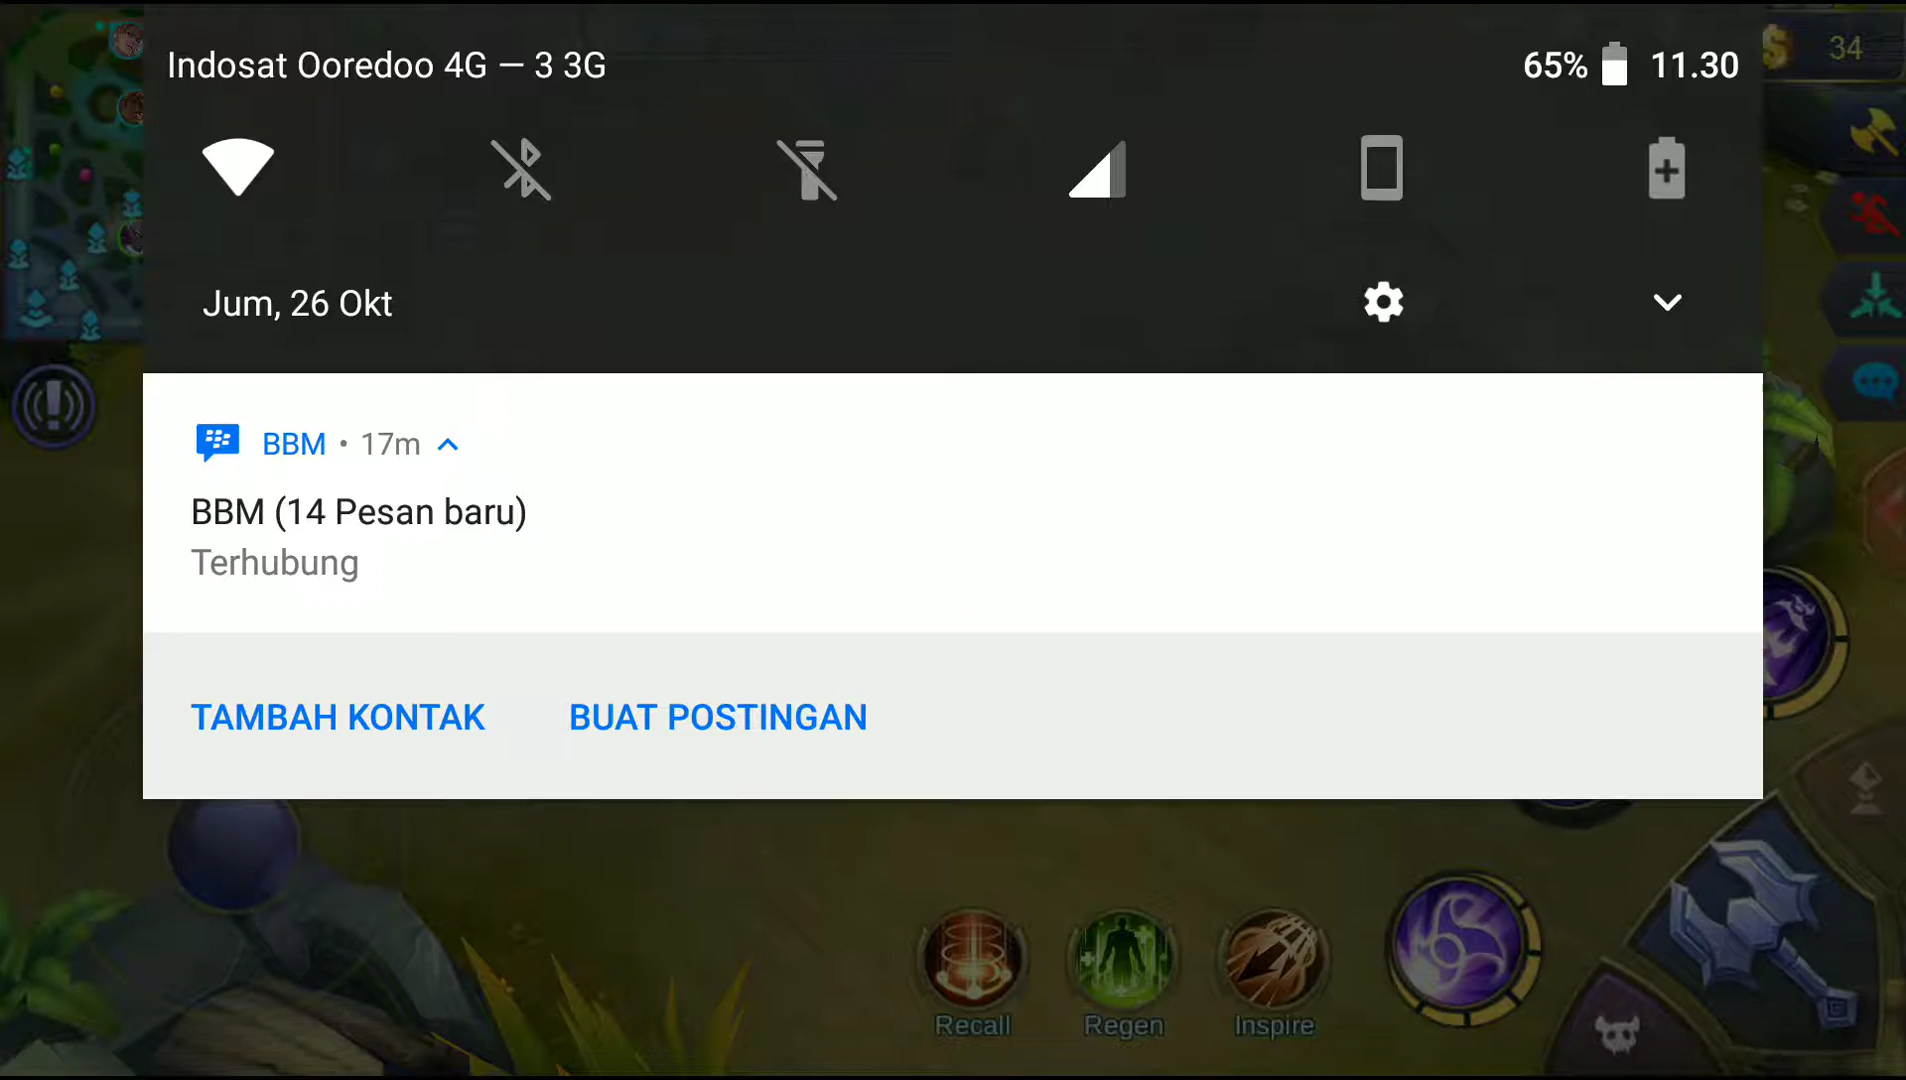 Indosat Ooredoo 4G — 3 3G
65% 11.30
34
Jum, 26 Okt
BBM • 17m
BBM (14 Pesan baru)
Terhubung
TAMBAH KONTAK BUAT POSTINGAN
Recall Regen Inspire